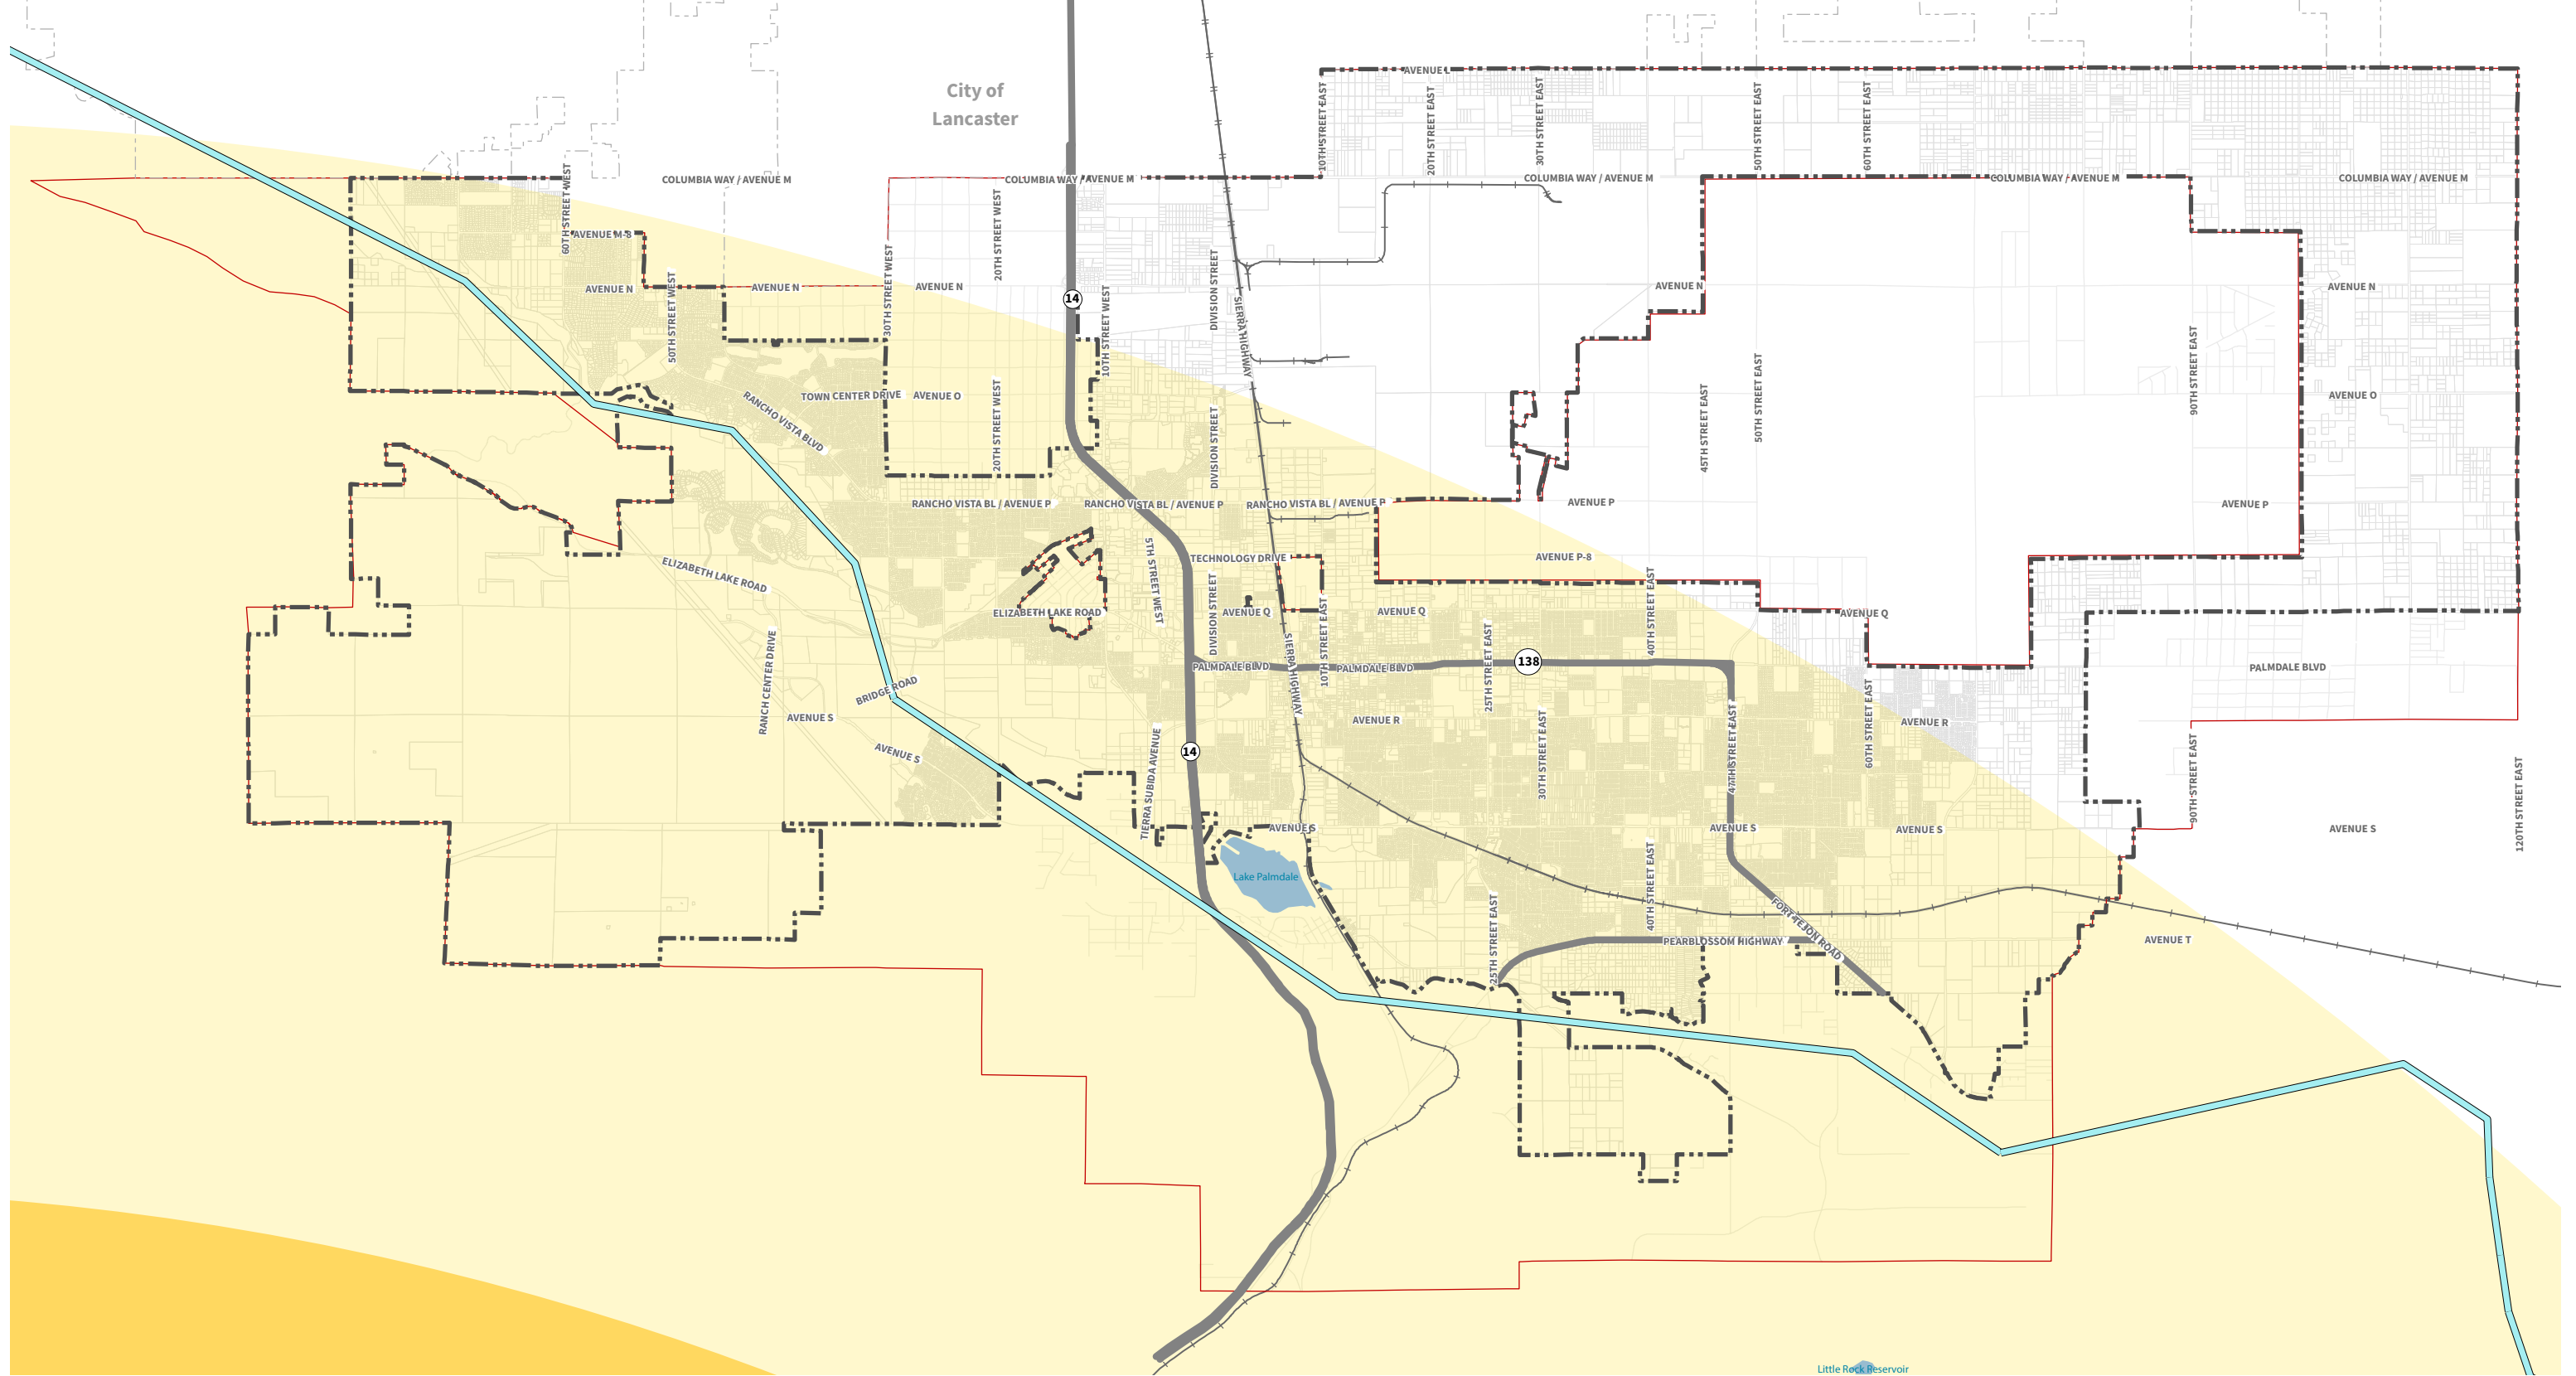 City of
Lancaster
AVENUE L
10TH STREET EAST
20TH STREET EAST
30TH STREET EAST
50TH STREET EAST
60TH STREET EAST
60TH STREET WEST
COLUMBIA WAY / AVENUE M
COLUMBIA WAY / AVENUE M
COLUMBIA WAY / AVENUE M
COLUMBIA WAY / AVENUE M
COLUMBIA WAY / AVENUE M
AVENUE M-8
20TH STREET WEST
AVENUE N
50TH STREET WEST
AVENUE N
30TH STREET WEST
AVENUE N
14
10TH STREET WEST
DIVISION STREET
SIERRA HIGHWAY
AVENUE N
AVENUE N
90TH STREET EAST
RANCHO VISTA BLVD
TOWN CENTER DRIVE
AVENUE O
20TH STREET WEST
DIVISION STREET
45TH STREET EAST
50TH STREET EAST
AVENUE O
RANCHO VISTA BL / AVENUE P
RANCHO VISTA BL / AVENUE P
RANCHO VISTA BL / AVENUE P
AVENUE P
AVENUE P
ELIZABETH LAKE ROAD
5TH STREET WEST
TECHNOLOGY DRIVE
AVENUE P-8
ELIZABETH LAKE ROAD
DIVISION STREET
AVENUE Q
10TH STREET EAST
AVENUE Q
40TH STREET EAST
AVENUE Q
RANCH CENTER DRIVE
BRIDGE ROAD
PALMDALE BLVD
SIERRA HIGHWAY
PALMDALE BLVD
25TH STREET EAST
138
PALMDALE BLVD
AVENUE S
AVENUE S
14
TIERRA SUBIDA AVENUE
AVENUE R
30TH STREET EAST
47TH STREET EAST
60TH STREET EAST
AVENUE R
90TH STREET EAST
120TH STREET EAST
AVENUE S
AVENUE S
AVENUE S
AVENUE S
Lake Palmdale
25TH STREET EAST
40TH STREET EAST
FORT TEJON ROAD
PEARBLOSSOM HIGHWAY
AVENUE T
Little Rock Reservoir